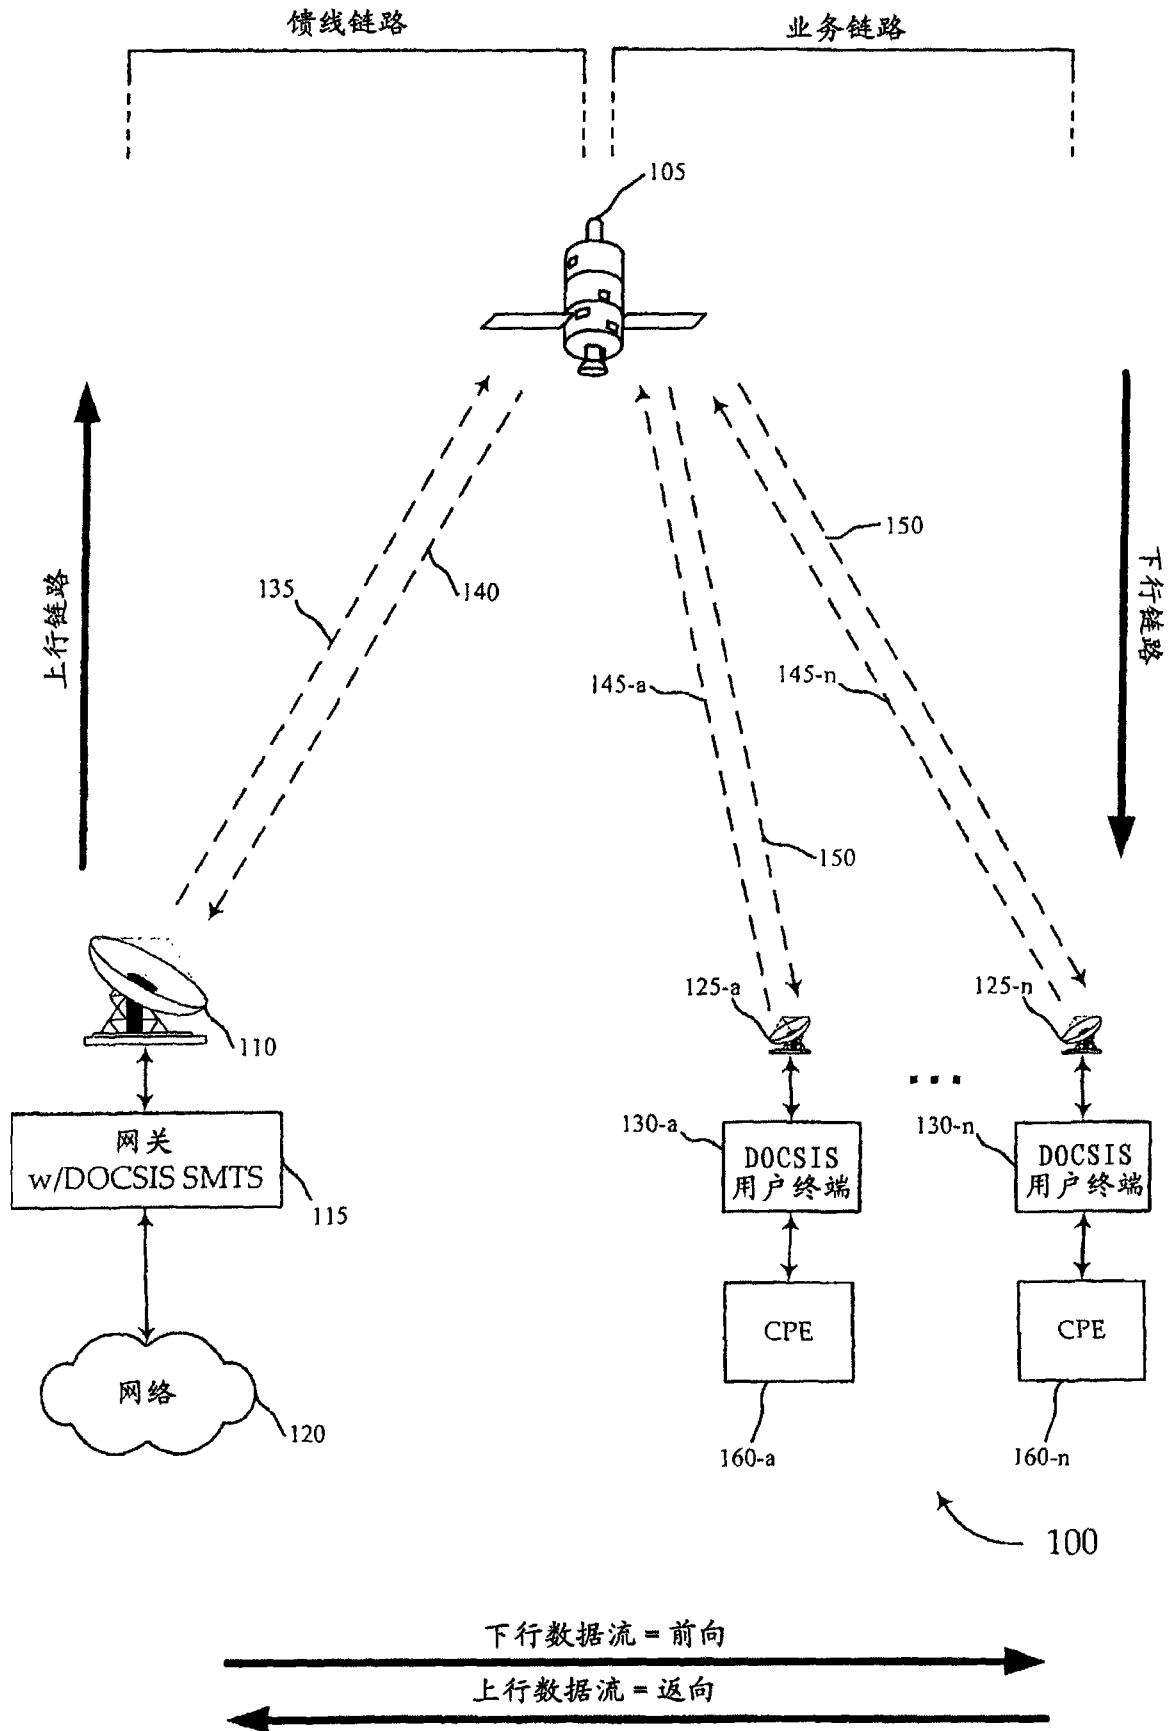 馈线链路
业务链路
105
上行链路
下行链路
150
135
140
145-a
145-n
150
125-a
125-n
110
130-a
130-n
网关
w/DOCSIS SMTS
DOCSIS
用户终端
DOCSIS
用户终端
115
CPE
CPE
网络
120
160-a
160-n
100
下行数据流 = 前向
上行数据流 = 返向